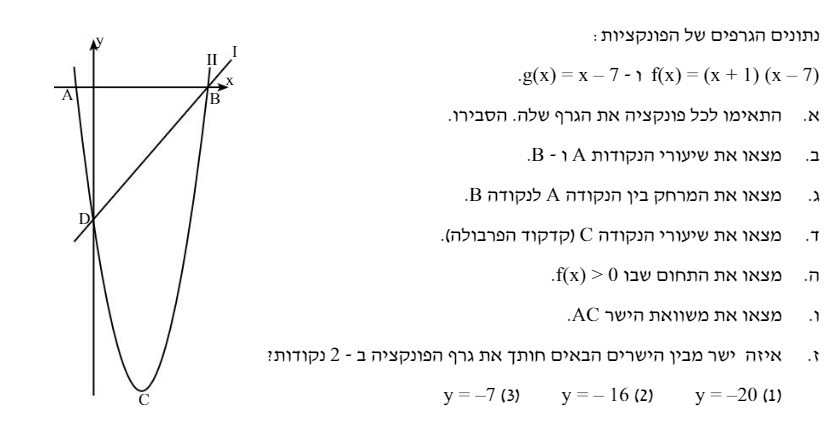 נתונים הגרפים של הפונקציות :
f(x) = (x + 1) (x – 7) ו - g(x) = x – 7.
א. התאימו לכל פונקציה את הגרף שלה. הסבירו.
ב. מצאו את שיעורי הנקודות A ו - B.
ג. מצאו את המרחק בין הנקודה A לנקודה B.
ד. מצאו את שיעורי הנקודה C (קדקוד הפרבולה).
ה. מצאו את התחום שבו f(x) > 0.
ו. מצאו את משוואת הישר AC.
ז. איזה ישר מבין הישרים הבאים חותך את גרף הפונקציה ב - 2 נקודות?
(1) y = –20 (2) y = – 16 (3) y = –7
y
II I
x
A B
D
C